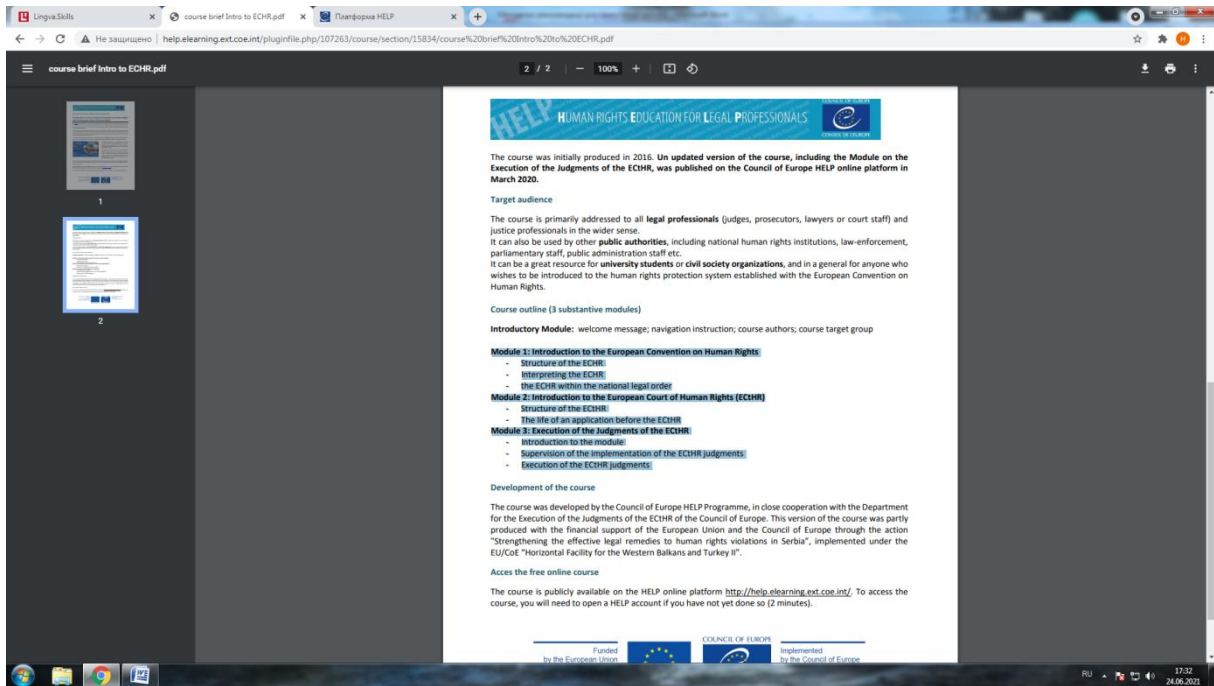 Lingva.Skills
course brief Intro to ECHR.pdf
Платформа HELP
Не защищено | help.elearning.ext.coe.int/pluginfile.php/107263/course/section/15834/course%20brief%20Intro%20to%20ECHR.pdf
course brief Intro to ECHR.pdf
2 / 2
100%
1
2
HELP
HUMAN RIGHTS EDUCATION FOR LEGAL PROFESSIONALS
COUNCIL OF EUROPE
CONSEIL DE L'EUROPE
The course was initially produced in 2016. Un updated version of the course, including the Module on the
Execution of the Judgments of the ECtHR, was published on the Council of Europe HELP online platform in
March 2020.
Target audience
The course is primarily addressed to all legal professionals (judges, prosecutors, lawyers or court staff) and
justice professionals in the wider sense.
It can also be used by other public authorities, including national human rights institutions, law-enforcement,
parliamentary staff, public administration staff etc.
It can be a great resource for university students or civil society organizations, and in a general for anyone who
wishes to be introduced to the human rights protection system established with the European Convention on
Human Rights.
Course outline (3 substantive modules)
Introductory Module: welcome message; navigation instruction; course authors; course target group
Module 1: Introduction to the European Convention on Human Rights
- Structure of the ECHR
- Interpreting the ECHR
- the ECHR within the national legal order
Module 2: Introduction to the European Court of Human Rights (ECtHR)
- Structure of the ECtHR
- The life of an application before the ECtHR
Module 3: Execution of the Judgments of the ECtHR
- Introduction to the module
- Supervision of the implementation of the ECtHR judgments
- Execution of the ECtHR judgments
Development of the course
The course was developed by the Council of Europe HELP Programme, in close cooperation with the Department
for the Execution of the Judgments of the ECtHR of the Council of Europe. This version of the course was partly
produced with the financial support of the European Union and the Council of Europe through the action
"Strengthening the effective legal remedies to human rights violations in Serbia", implemented under the
EU/CoE "Horizontal Facility for the Western Balkans and Turkey II".
Acces the free online course
The course is publicly available on the HELP online platform http://help.elearning.ext.coe.int/. To access the
course, you will need to open a HELP account if you have not yet done so (2 minutes).
Funded
by the European Union
COUNCIL OF EUROPE
Implemented
by the Council of Europe
RU
17:32
24.06.2021